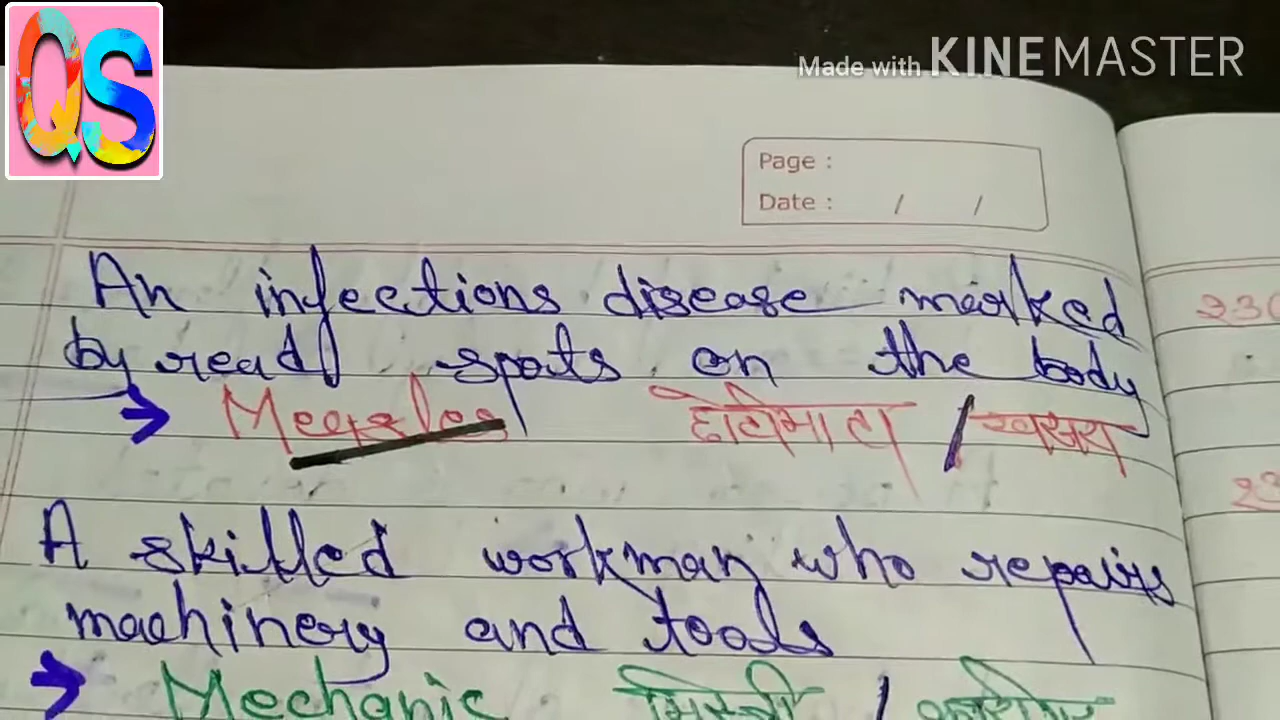 QS
Made with KINEMASTER
Page :
Date : / /
An infections disease marked
by read spots on the body
→ Measles छोटीमाता / खसरा
A skilled workman who repairs
machinery and tools
→ Mechanic मिस्त्री / कारीगर